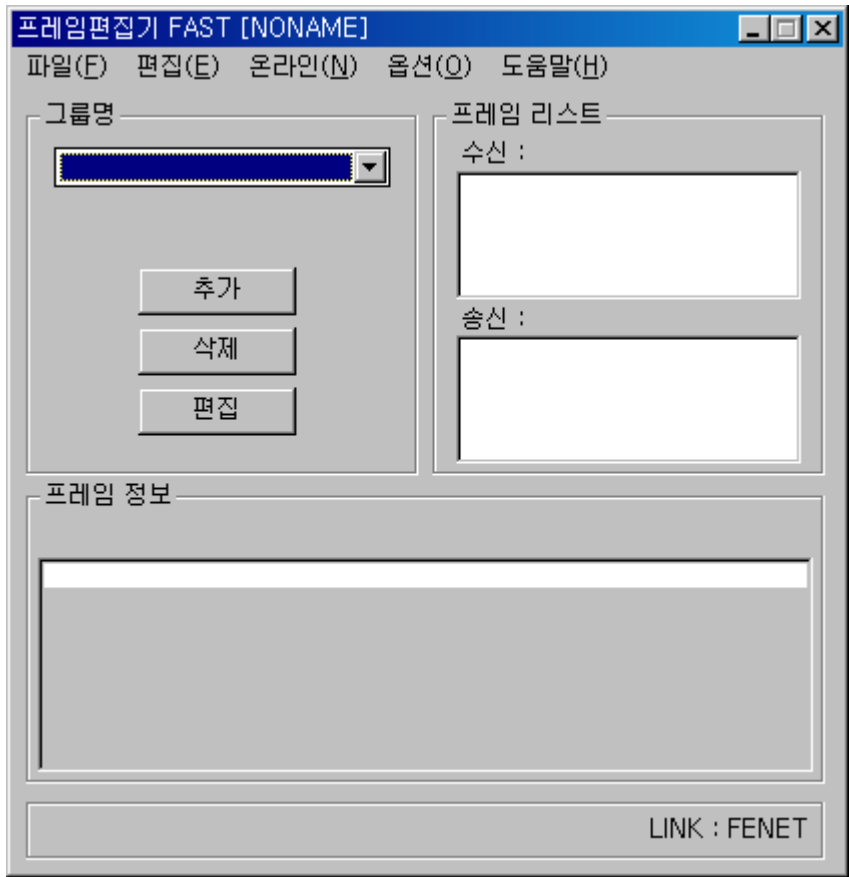 프레임편집기 FAST [NONAME]
파일(F) 편집(E) 온라인(N) 옵션(O) 도움말(H)
그룹명
추가
삭제
편집
프레임 리스트
수신 :
송신 :
프레임 정보
LINK : FENET